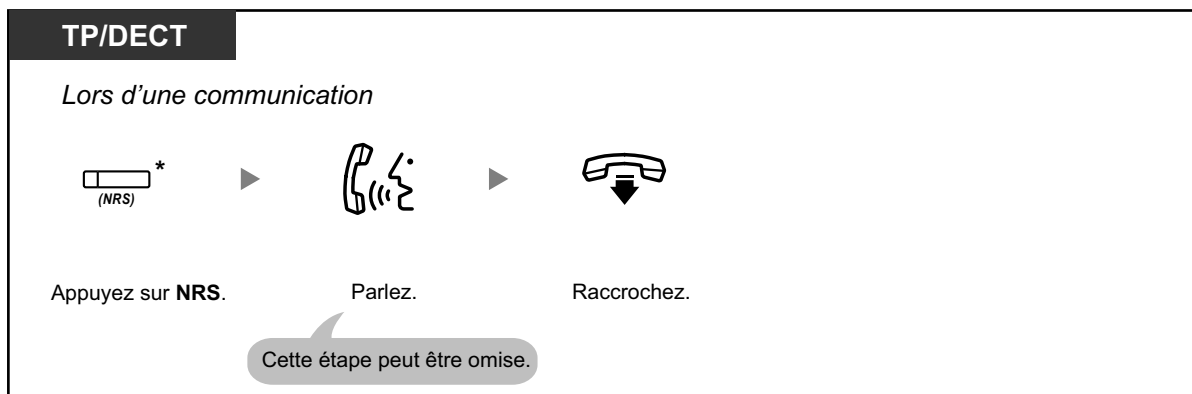 TP/DECT
Lors d’une communication
*
(NRS)
Appuyez sur NRS. Parlez. Raccrochez.
Cette étape peut être omise.